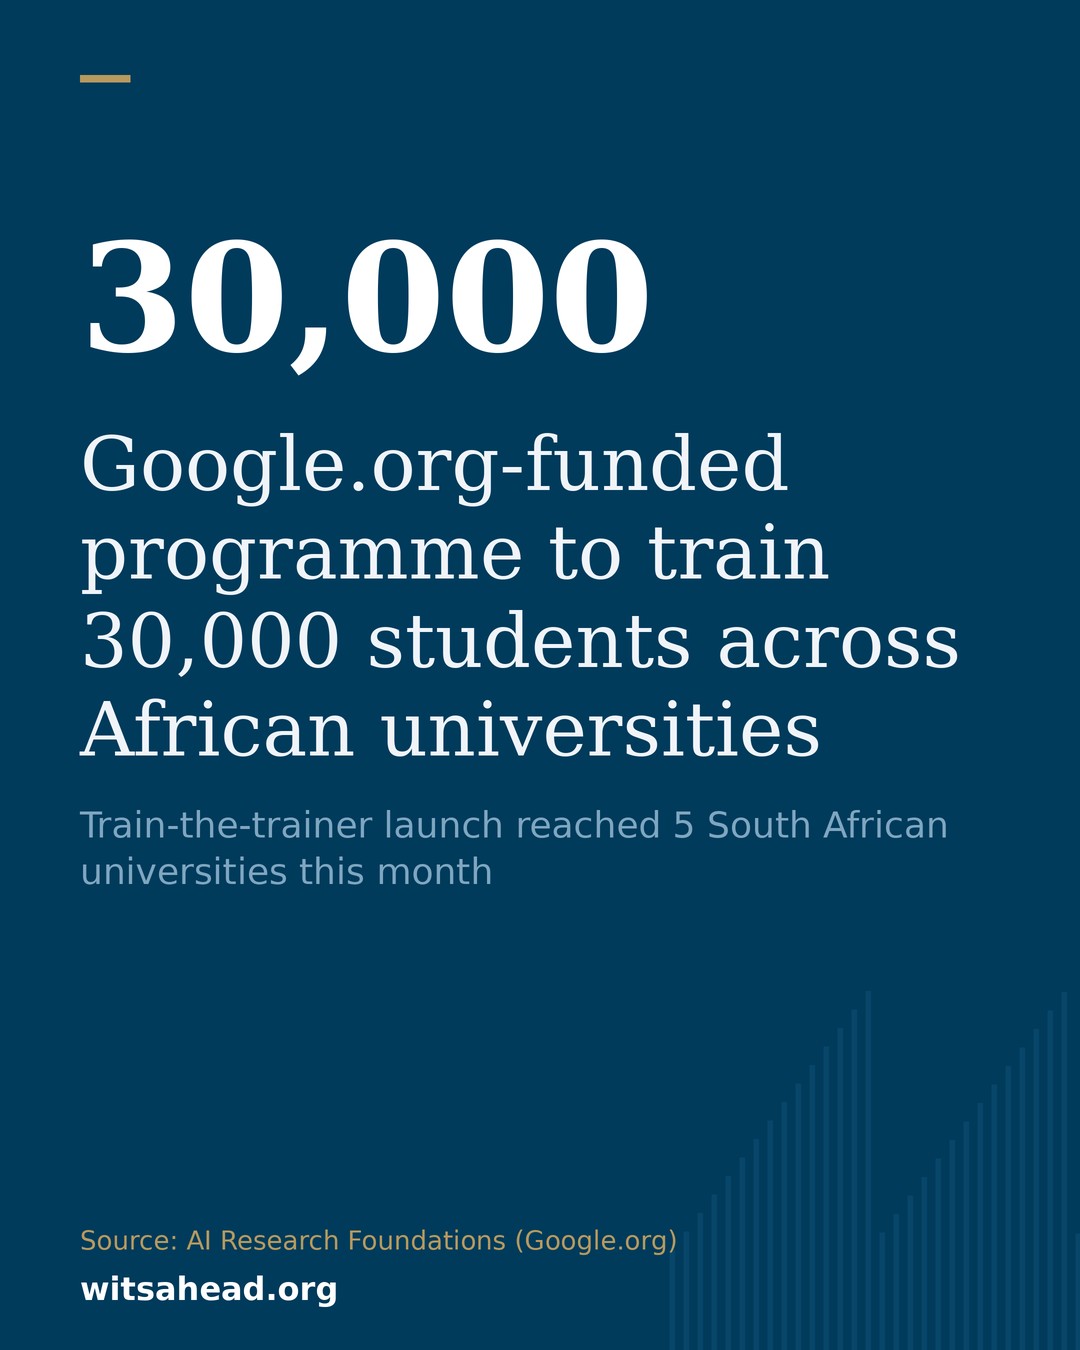 30,000
Google.org-funded
programme to train
30,000 students across
African universities
Train-the-trainer launch reached 5 South African
universities this month
Source: AI Research Foundations (Google.org)
witsahead.org